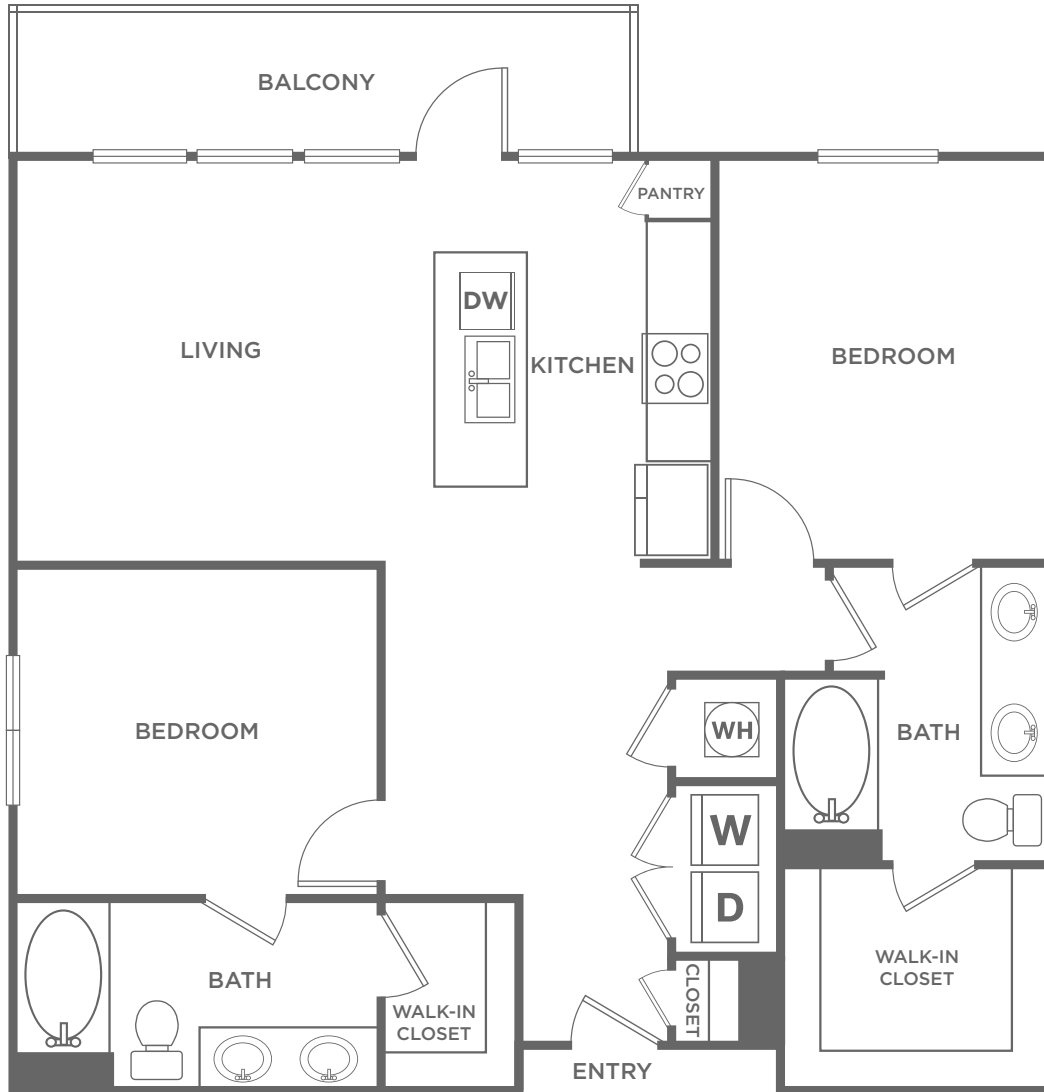 BALCONY
PANTRY
DW
LIVING
KITCHEN
BEDROOM
BEDROOM
WH
BATH
W
D
WALK-IN
CLOSET
BATH
WALK-IN
CLOSET
CLOSET
ENTRY